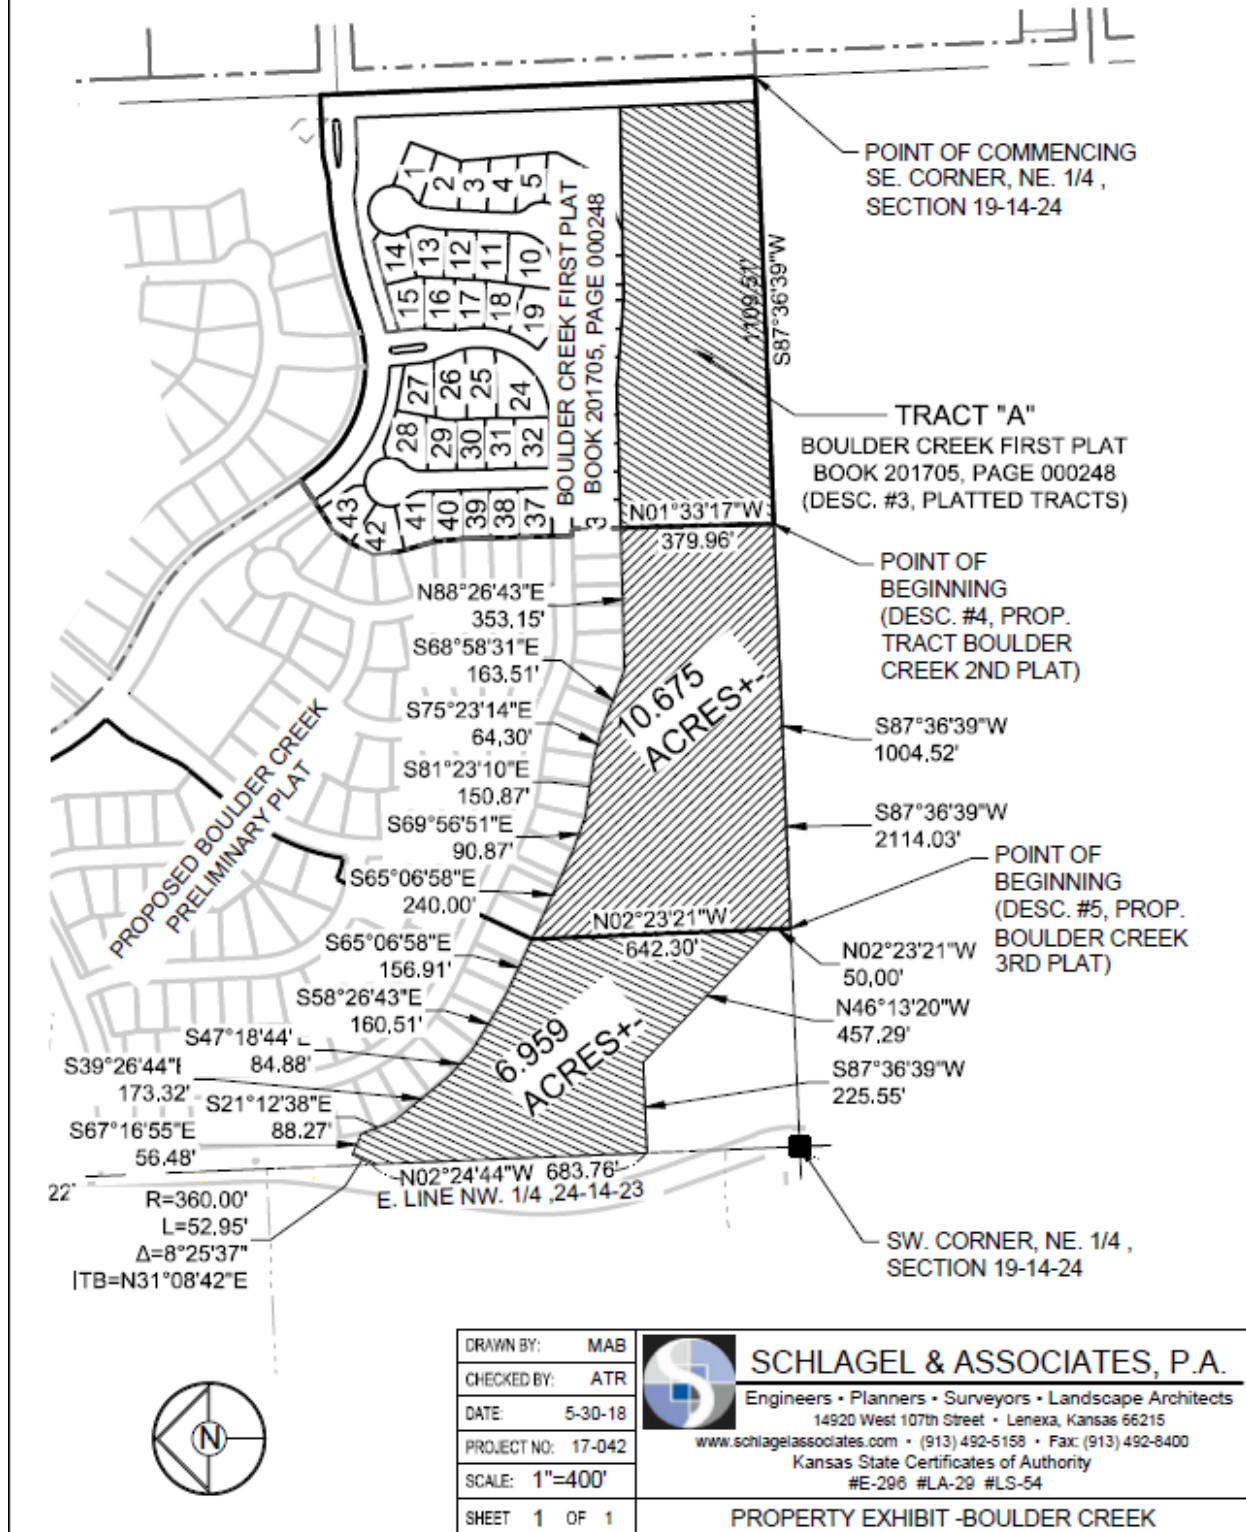 POINT OF COMMENCING
SE. CORNER, NE. 1/4 ,
SECTION 19-14-24
1
2
3
4
5
14
13
12
11
10
15
16
17
18
19
27
26
25
24
28
29
30
31
32
43
42
41
40
39
38
37
BOULDER CREEK FIRST PLAT
BOOK 201705, PAGE 000248
1109.51'
S87°36'39"W
TRACT "A"
BOULDER CREEK FIRST PLAT
BOOK 201705, PAGE 000248
(DESC. #3, PLATTED TRACTS)
N01°33'17"W
379.96'
POINT OF
BEGINNING
(DESC. #4, PROP.
TRACT BOULDER
CREEK 2ND PLAT)
N88°26'43"E
353.15'
S68°58'31"E
163.51'
S75°23'14"E
64.30'
S81°23'10"E
150.87'
S69°56'51"E
90.87'
S65°06'58"E
240.00'
10.675
ACRES+-
S87°36'39"W
1004.52'
S87°36'39"W
2114.03'
PROPOSED BOULDER CREEK
PRELIMINARY PLAT
POINT OF
BEGINNING
(DESC. #5, PROP.
BOULDER CREEK
3RD PLAT)
N02°23'21"W
642.30'
S65°06'58"E
156.91'
S58°26'43"E
160.51'
S47°18'44"
84.88'
S39°26'44"E
173.32'
S21°12'38"E
88.27'
S67°16'55"E
56.48'
6.959
ACRES+-
N02°23'21"W
50.00'
N46°13'20"W
457.29'
S87°36'39"W
225.55'
N02°24'44"W 683.76'
E. LINE NW. 1/4 ,24-14-23
22'
R=360.00'
L=52.95'
Δ=8°25'37"
ITB=N31°08'42"E
SW. CORNER, NE. 1/4 ,
SECTION 19-14-24
N
DRAWN BY: MAB
CHECKED BY: ATR
DATE: 5-30-18
PROJECT NO: 17-042
SCALE: 1"=400'
SHEET 1 OF 1
SCHLAGEL & ASSOCIATES, P.A.
Engineers • Planners • Surveyors • Landscape Architects
14920 West 107th Street • Lenexa, Kansas 66215
www.schlagelassociates.com • (913) 492-5158 • Fax: (913) 492-8400
Kansas State Certificates of Authority
#E-296 #LA-29 #LS-54
PROPERTY EXHIBIT -BOULDER CREEK